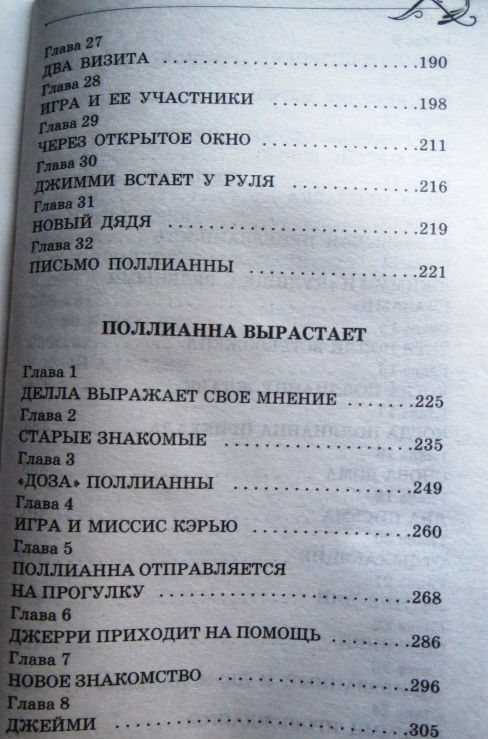 Глава 27
ДВА ВИЗИТА 190
Глава 28
ИГРА И ЕЕ УЧАСТНИКИ 198
Глава 29
ЧЕРЕЗ ОТКРЫТОЕ ОКНО 211
Глава 30
ДЖИММИ ВСТАЕТ У РУЛЯ 216
Глава 31
НОВЫЙ ДЯДЯ 219
Глава 32
ПИСЬМО ПОЛЛИАННЫ 221
ПОЛЛИАННА ВЫРАСТАЕТ
Глава 1
ДЕЛЛА ВЫРАЖАЕТ СВОЕ МНЕНИЕ 225
Глава 2
СТАРЫЕ ЗНАКОМЫЕ 235
Глава 3
«ДОЗА» ПОЛЛИАННЫ 249
Глава 4
ИГРА И МИССИС КЭРЬЮ 260
Глава 5
ПОЛЛИАННА ОТПРАВЛЯЕТСЯ
НА ПРОГУЛКУ 268
Глава 6
ДЖЕРРИ ПРИХОДИТ НА ПОМОЩЬ 286
Глава 7
НОВОЕ ЗНАКОМСТВО 296
Глава 8
ДЖЕЙМИ 305